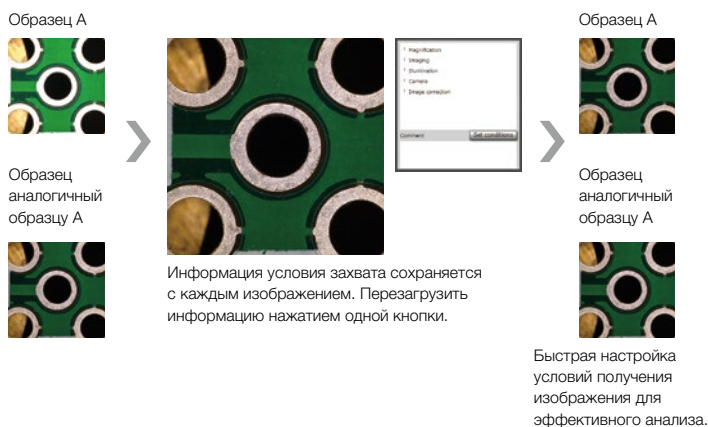 Образец А
Образец
аналогичный
образцу А
Magnification
Imaging
Illumination
Camera
Image correction
Comment
Set conditions
Информация условия захвата сохраняется
с каждым изображением. Перезагрузить
информацию нажатием одной кнопки.
Образец А
Образец
аналогичный
образцу А
Быстрая настройка
условий получения
изображения для
эффективного анализа.